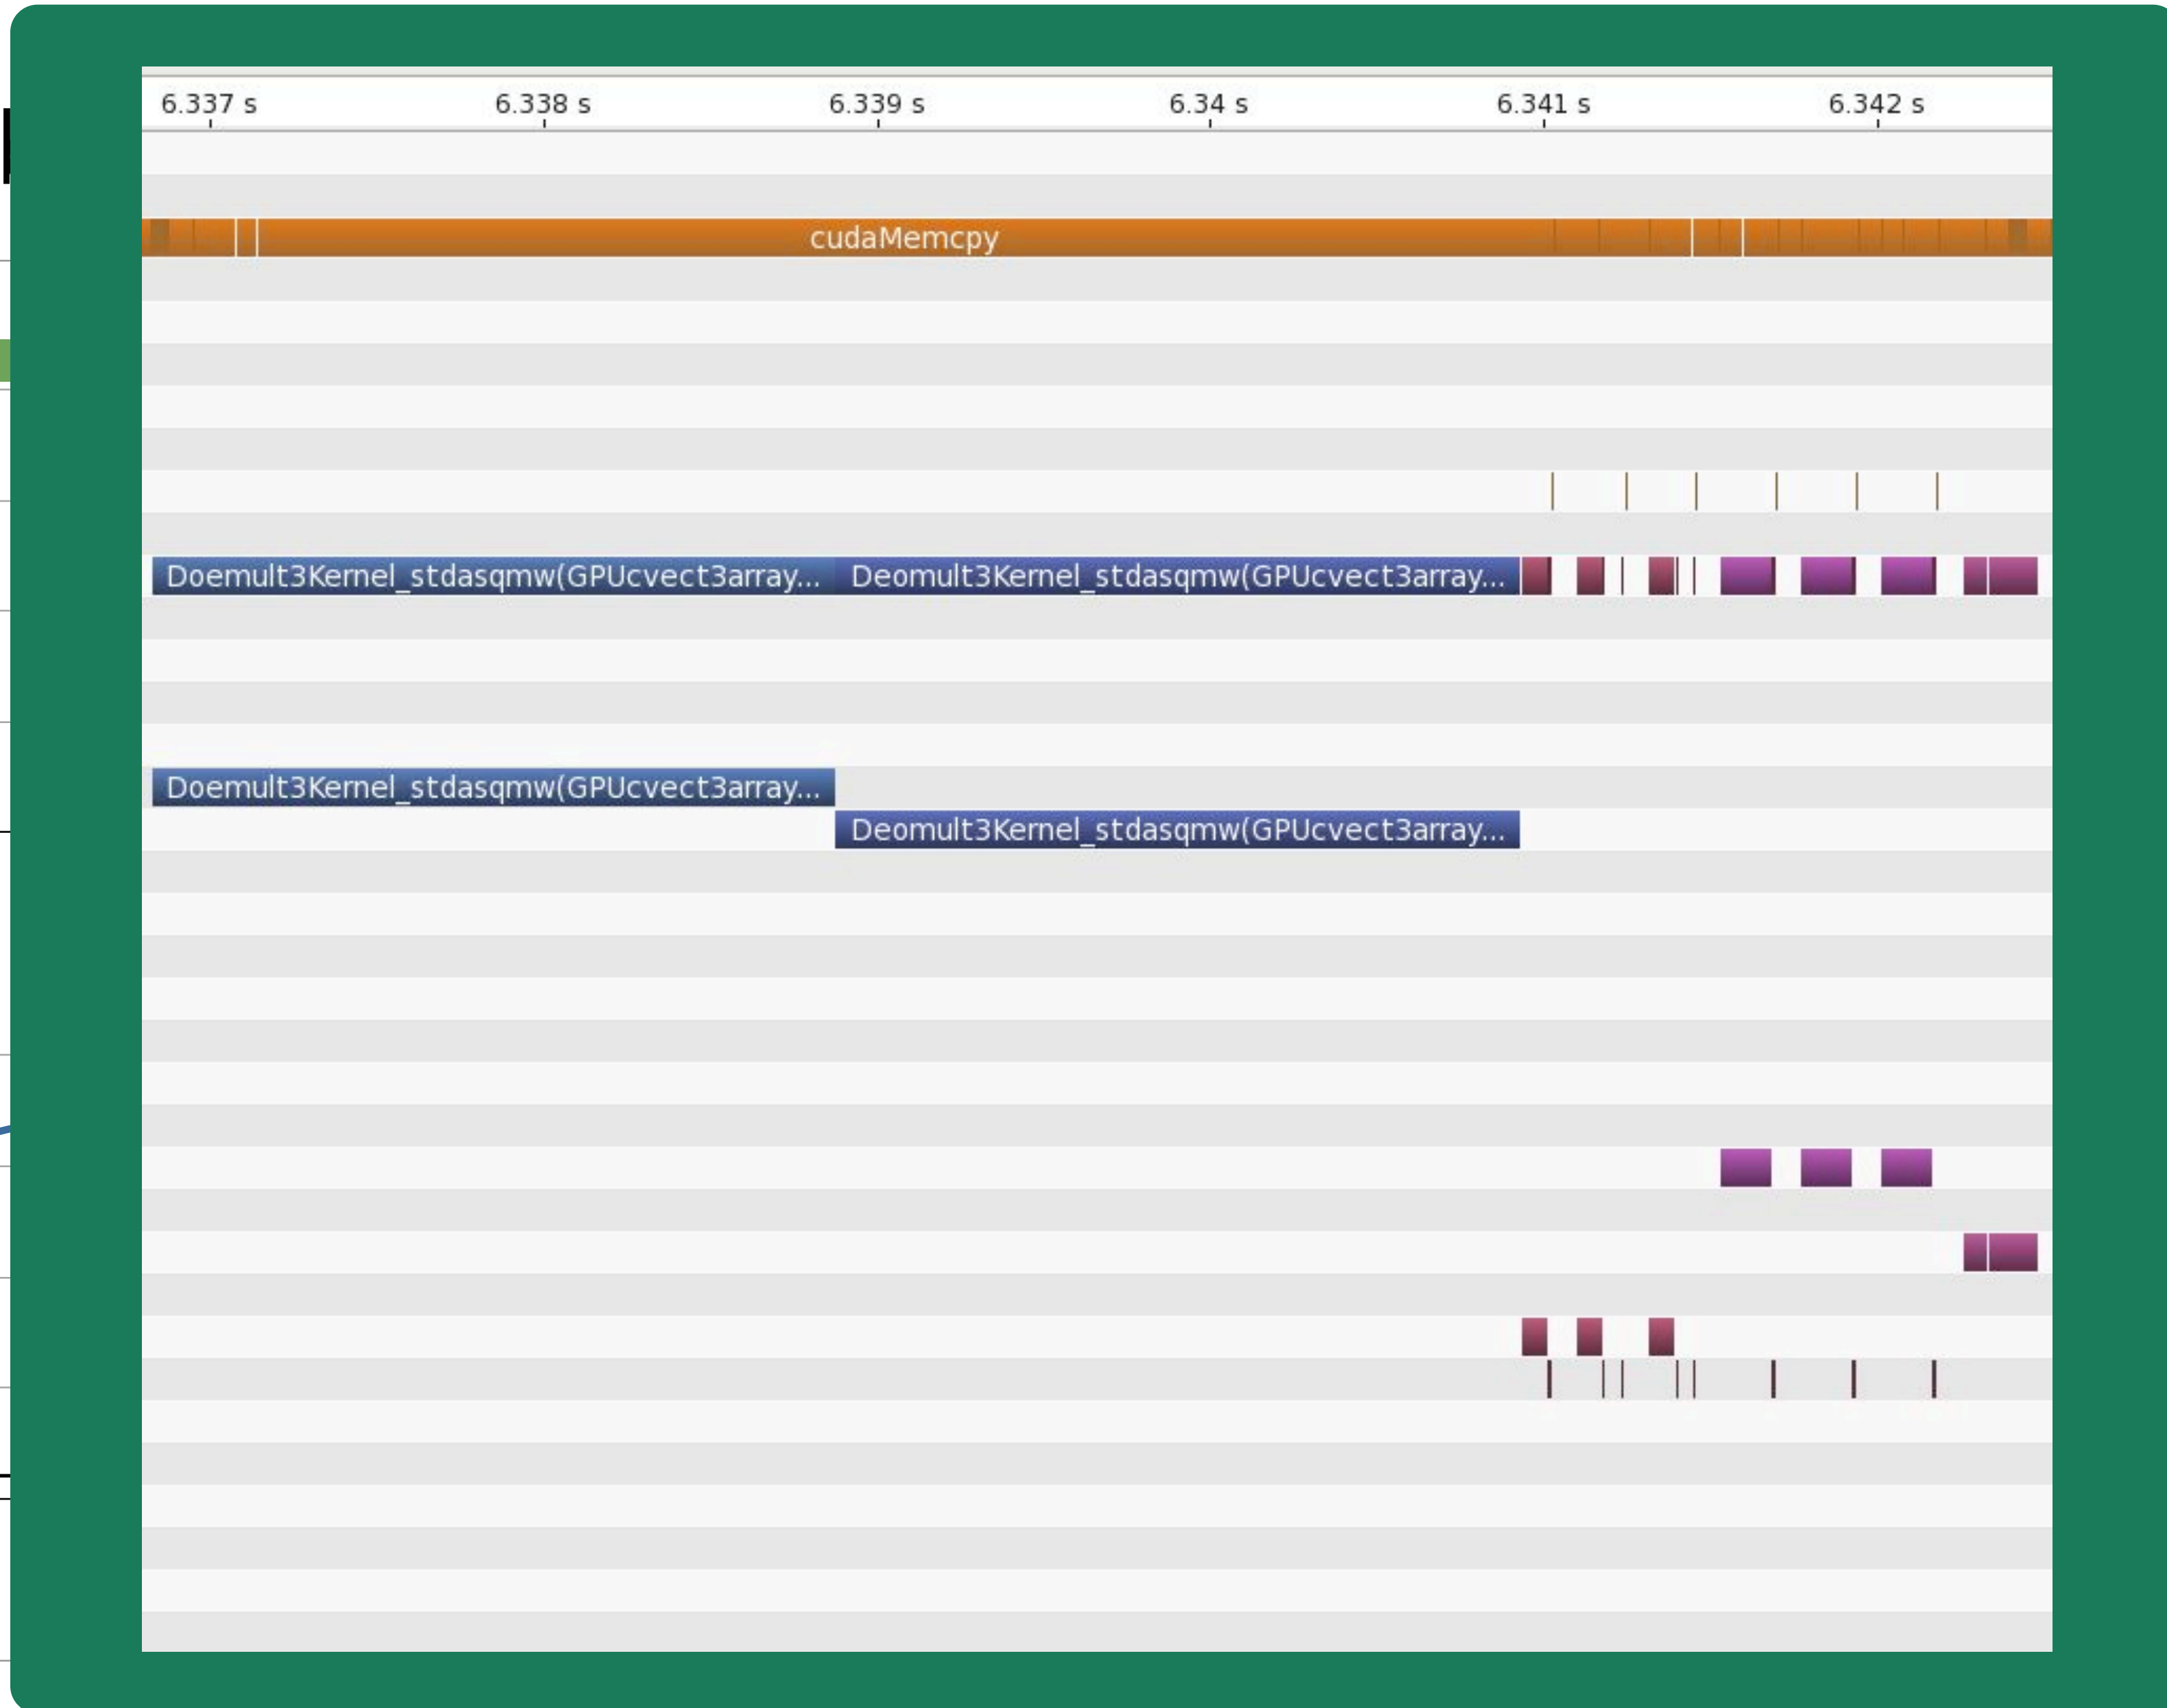 6.337 s 6.338 s 6.339 s 6.34 s 6.341 s 6.342 s
cudaMemcpy
Doemult3Kernel_stdasqmw(GPUcvect3array... Deomult3Kernel_stdasqmw(GPUcvect3array...
Doemult3Kernel_stdasqmw(GPUcvect3array...
Deomult3Kernel_stdasqmw(GPUcvect3array...